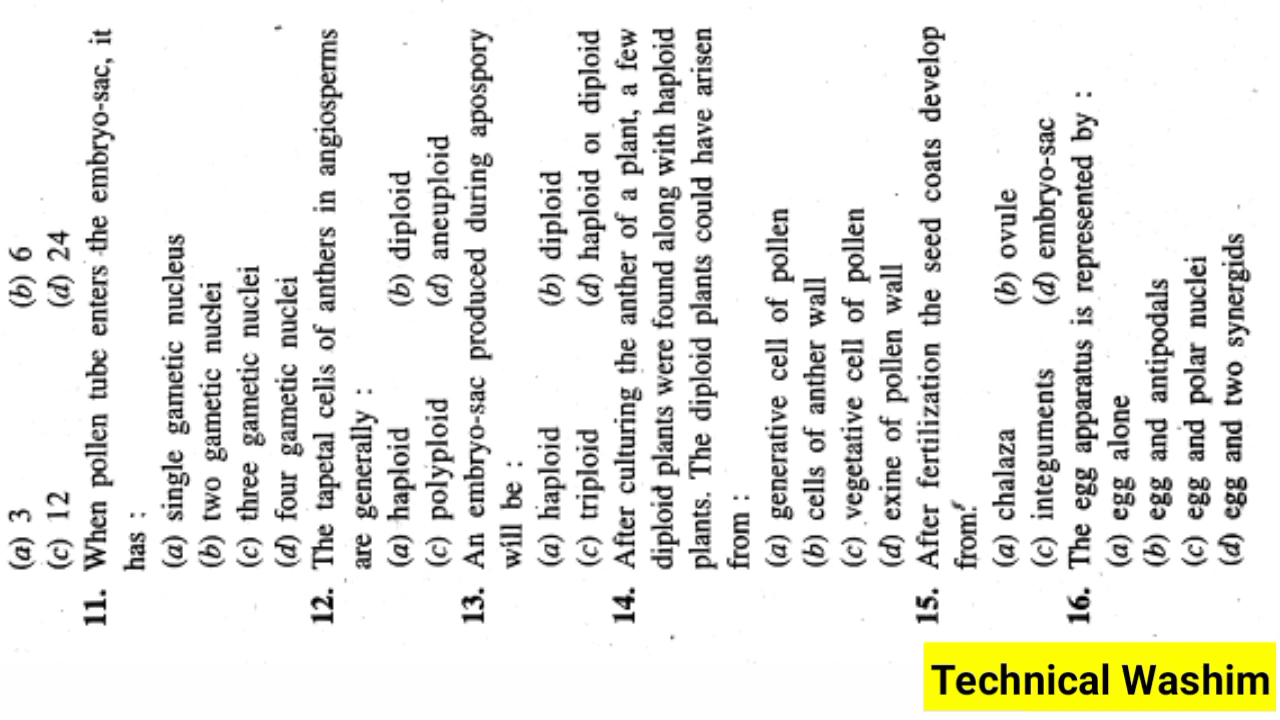 (a) 3 (b) 6
(c) 12 (d) 24
11. When pollen tube enters the embryo-sac, it
has :
(a) single gametic nucleus
(b) two gametic nuclei
(c) three gametic nuclei
(d) four gametic nuclei
12. The tapetal cells of anthers in angiosperms
are generally :
(a) haploid (b) diploid
(c) polyploid (d) aneuploid
13. An embryo-sac produced during apospory
will be :
(a) haploid (b) diploid
(c) triploid (d) haploid or diploid
14. After culturing the anther of a plant, a few
diploid plants were found along with haploid
plants. The diploid plants could have arisen
from :
(a) generative cell of pollen
(b) cells of anther wall
(c) vegetative cell of pollen
(d) exine of pollen wall
15. After fertilization the seed coats develop
from:
(a) chalaza (b) ovule
(c) integuments (d) embryo-sac
16. The egg apparatus is represented by :
(a) egg alone
(b) egg and antipodals
(c) egg and polar nuclei
(d) egg and two synergids
Technical Washim